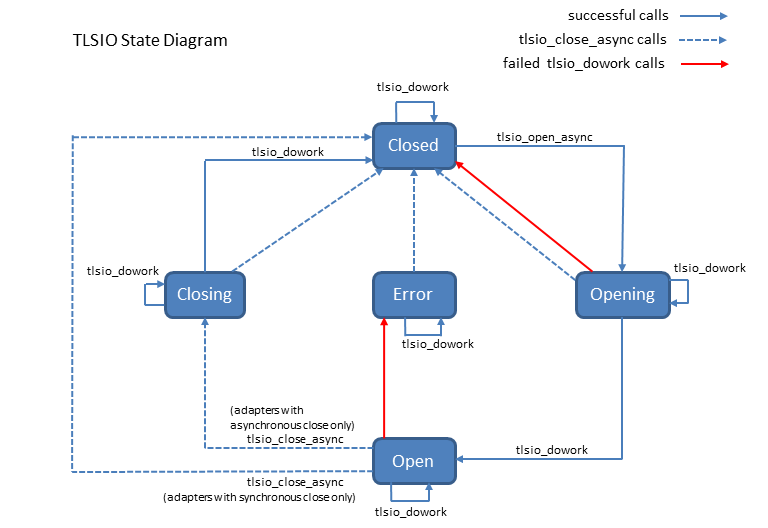 successful calls
TLSIO State Diagram
tlsio_close_async calls
failed tlsio_dowork calls
tlsio_dowork
Closed
tlsio_open_async
tlsio_dowork
tlsio_dowork
tlsio_dowork
Closing
Error
Opening
tlsio_dowork
(adapters with
asynchronous close only)
tlsio_close_async
tlsio_dowork
Open
tlsio_close_async
(adapters with synchronous close only)
tlsio_dowork